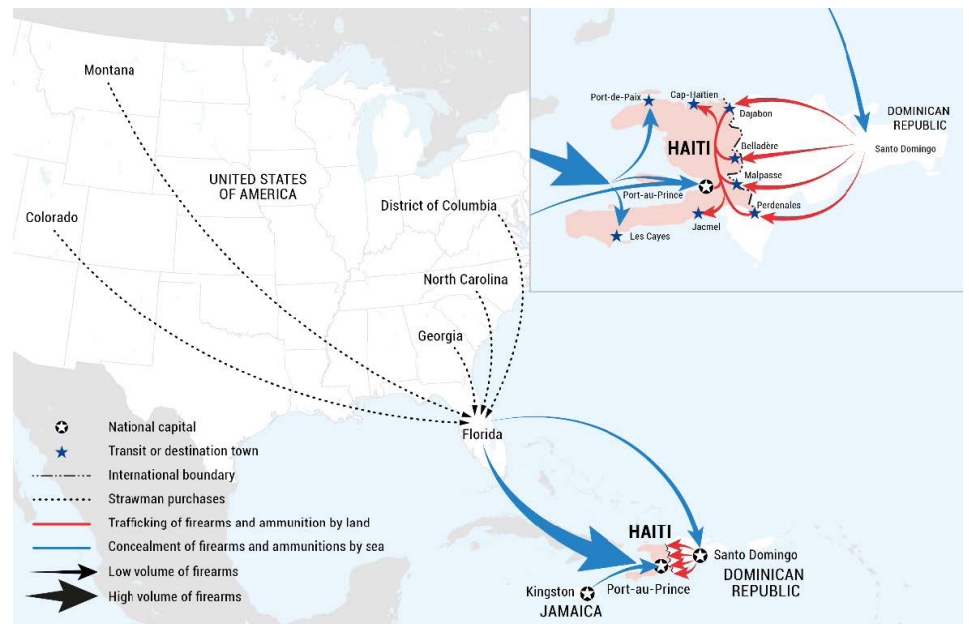 Montana
UNITED STATES
OF AMERICA
Colorado
District of Columbia
North Carolina
Georgia
Florida
Port-de-Paix
Cap-Haïtien
Dajabon
DOMINICAN
REPUBLIC
HAITI
Belladère
Santo Domingo
Malpasse
Port-au-Prince
Perdenales
Jacmel
Les Cayes
National capital
Transit or destination town
International boundary
Strawman purchases
Trafficking of firearms and ammunition by land
Concealment of firearms and ammunitions by sea
Low volume of firearms
High volume of firearms
HAITI
Santo Domingo
DOMINICAN
REPUBLIC
Port-au-Prince
Kingston
JAMAICA